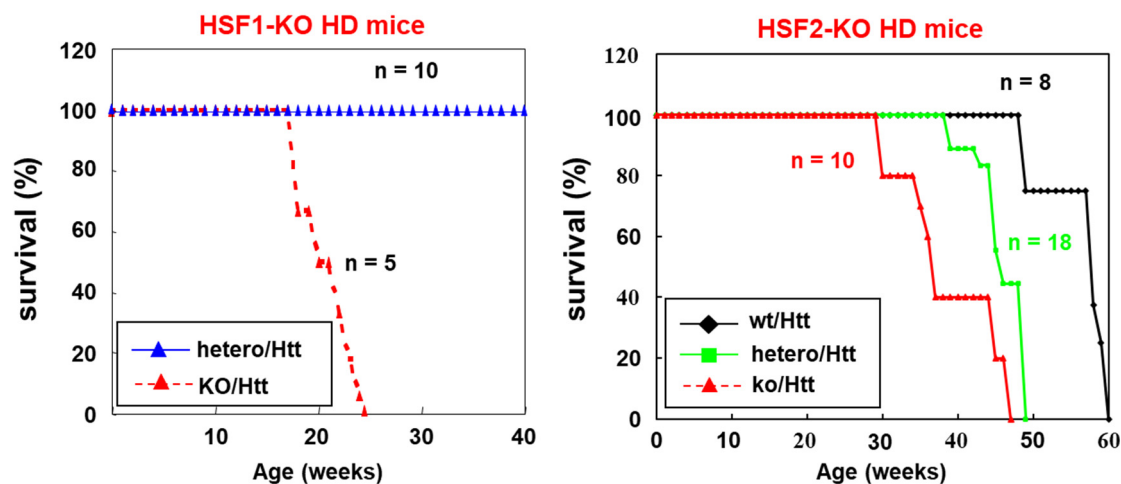 HSF1-KO HD mice
120
100
80
60
40
20
0
survival (%)
n = 10
n = 5
hetero/Htt
KO/Htt
10
20
30
40
Age (weeks)
HSF2-KO HD mice
120
100
80
60
40
20
0
survival (%)
n = 8
n = 10
n = 18
wt/Htt
hetero/Htt
ko/Htt
0
10
20
30
40
50
60
Age (weeks)